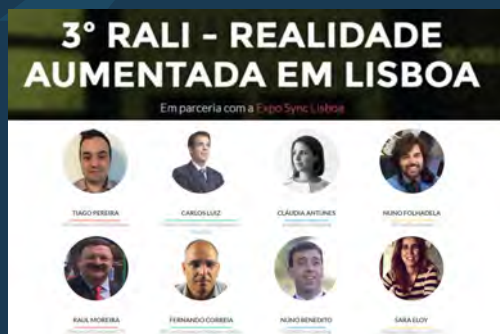 3º RALI - REALIDADE
AUMENTADA EM LISBOA
Em parceria com a Expo Sync Lisboa
TIAGO PEREIRA
CARLOS LUIZ
CLÁUDIA ANTUNES
NUNO FOLHADELA
RAUL MOREIRA
FERNANDO CORREIA
NUNO BENEDITO
SARA ELOY